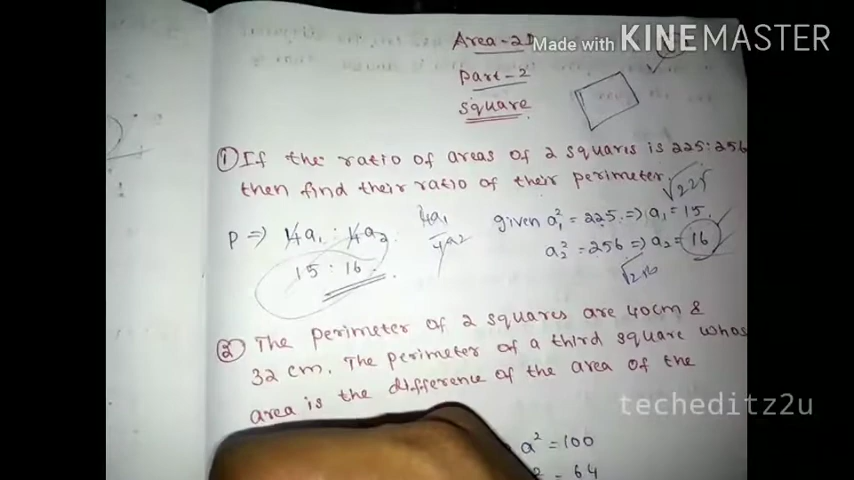 Area-2D
Made with KINEMASTER
Part-2
square
① If the ratio of areas of 2 squares is 225:256
then find their ratio of their perimeter
√225
P => 4a₁ : 4a₂
4a₁
4a₂
given a₁² = 225 => a₁ = 15.
15 : 16.
a₂² = 256 => a₂ = 16
② The perimeter of 2 squares are 40cm &
32 cm. The perimeter of a third square whos
area is the difference of the area of the
techeditz2u
a² = 100
64